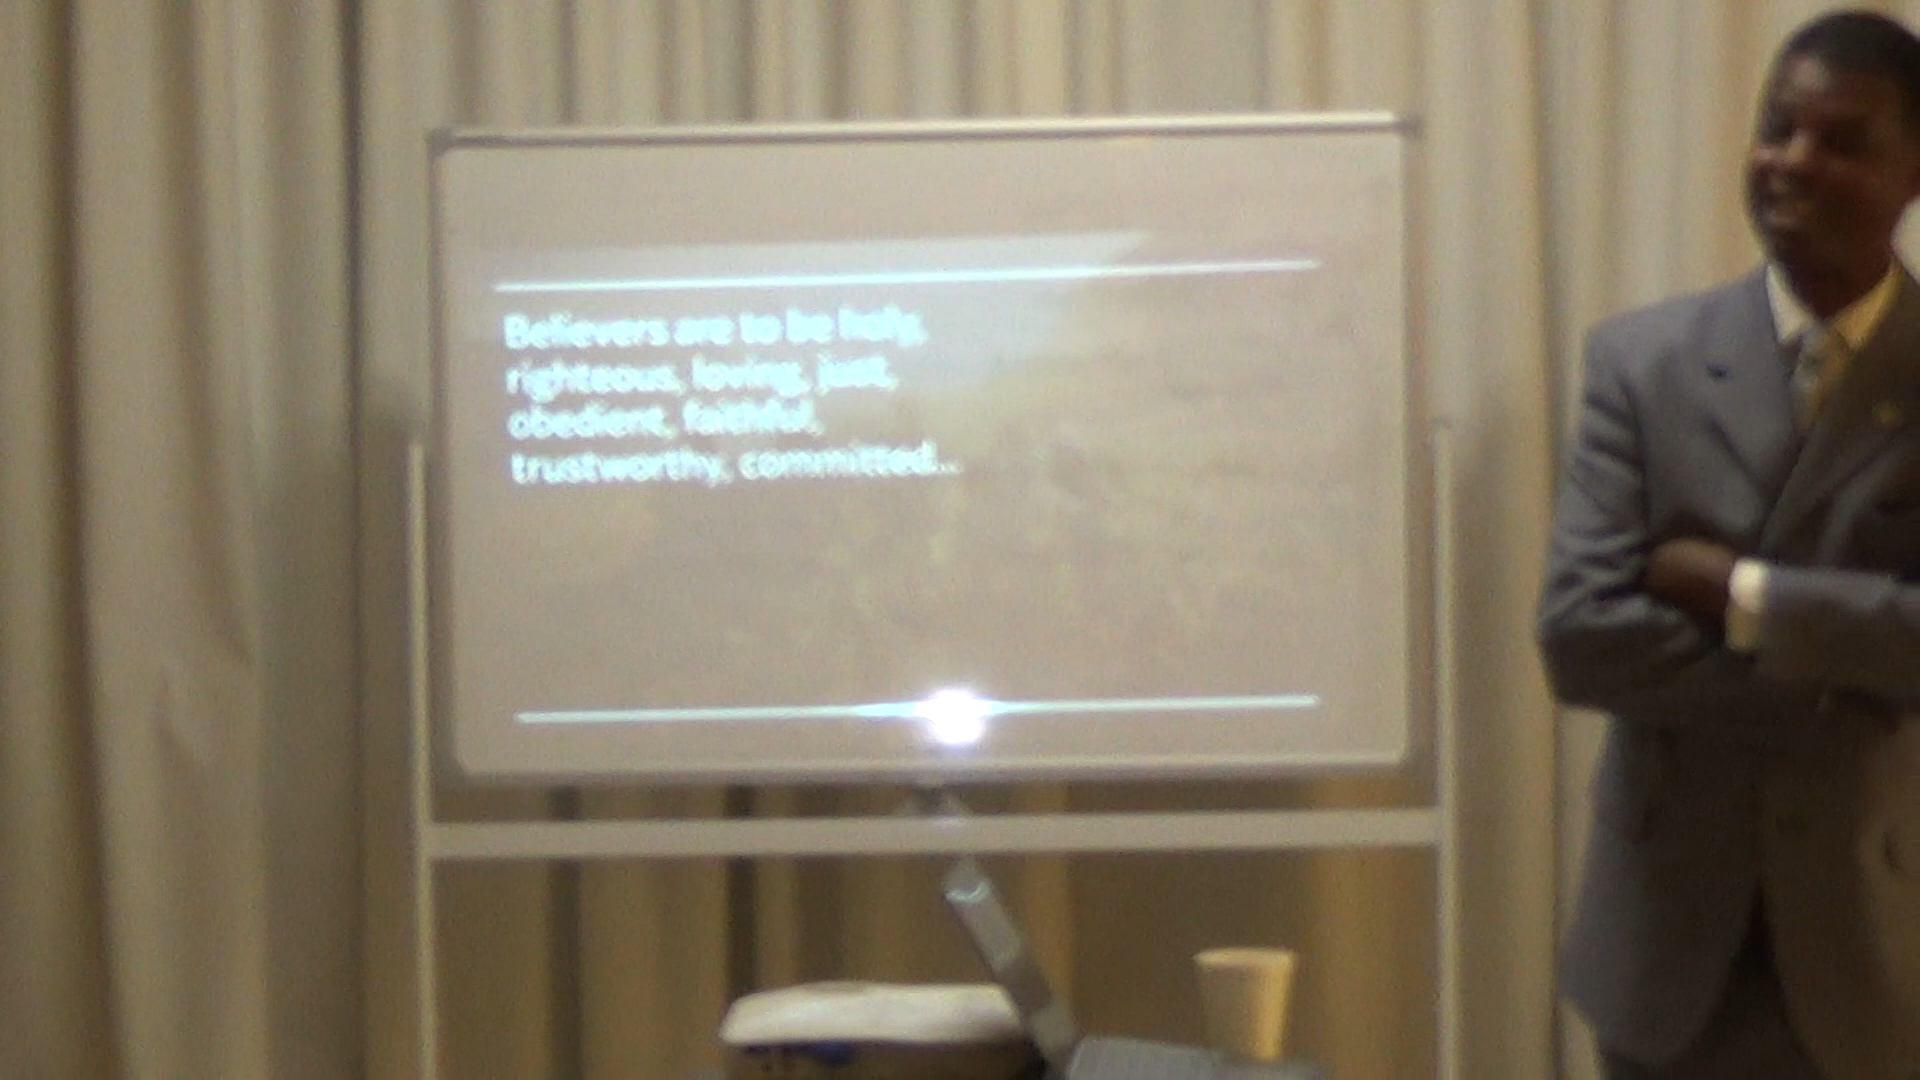 Believers are to be holy,
righteous, loving, just,
obedient, faithful,
trustworthy, committed...